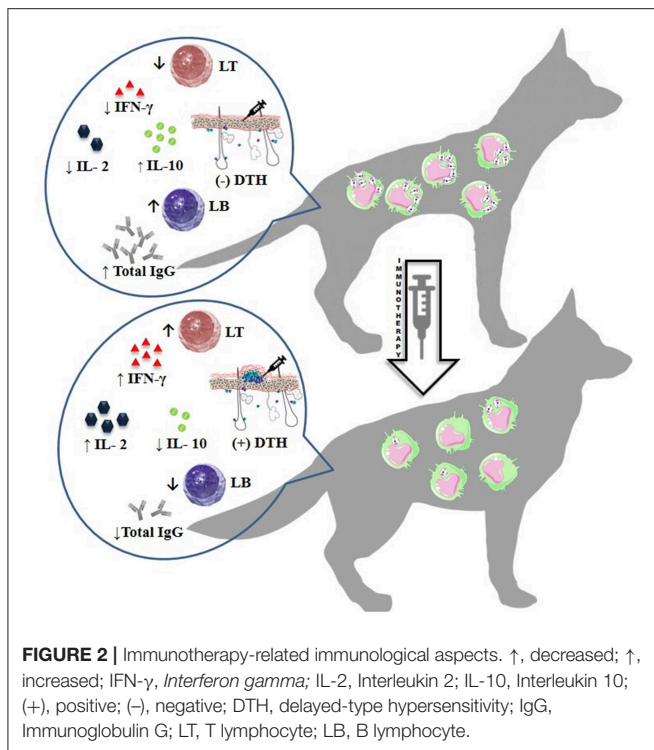 ↓ LT
↓ IFN-γ
↓ IL- 2
↑ IL-10
(-) DTH
↑ LB
↑ Total IgG
IMMUNOTHERAPY
↑ LT
↑ IFN-γ
↑ IL- 2
↓ IL- 10
(+) DTH
↓ LB
↓Total IgG
FIGURE 2 | Immunotherapy-related immunological aspects. ↑, decreased; ↑,
increased; IFN-γ, Interferon gamma; IL-2, Interleukin 2; IL-10, Interleukin 10;
(+), positive; (–), negative; DTH, delayed-type hypersensitivity; IgG,
Immunoglobulin G; LT, T lymphocyte; LB, B lymphocyte.